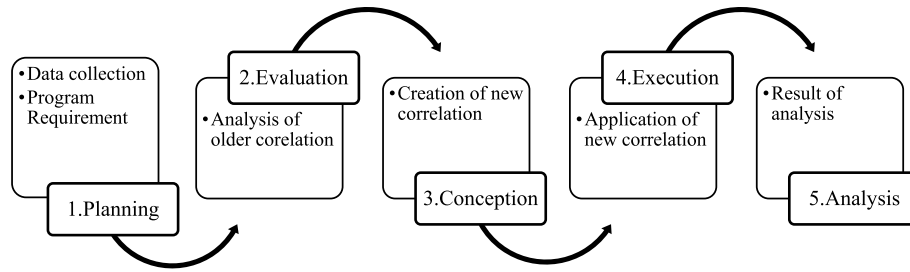 • Data collection
• Program
Requirement
1.Planning
2.Evaluation
• Analysis of
older corelation
• Creation of new
correlation
3.Conception
4.Execution
• Application of
new correlation
• Result of
analysis
5.Analysis